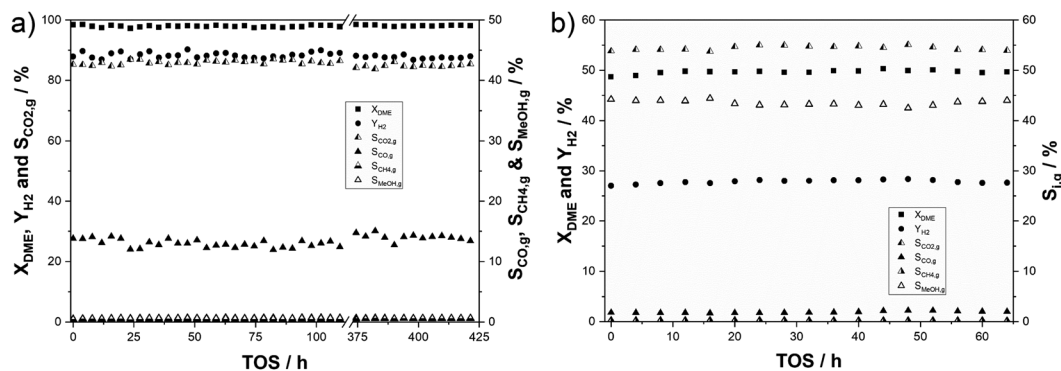 a)
X_DME, Y_H2 and S_CO2,g / %
100
80
60
40
20
0
X_DME
Y_H2
S_CO2,g
S_CO,g
S_CH4,g
S_MeOH,g
50
40
30
20
10
0
S_CO,g, S_CH4,g & S_MeOH,g / %
0 25 50 75 100 375 400 425
TOS / h
b)
X_DME and Y_H2 / %
60
50
40
30
20
10
0
X_DME
Y_H2
S_CO2,g
S_CO,g
S_CH4,g
S_MeOH,g
60
50
40
30
20
10
0
S_i,g / %
0 10 20 30 40 50 60
TOS / h